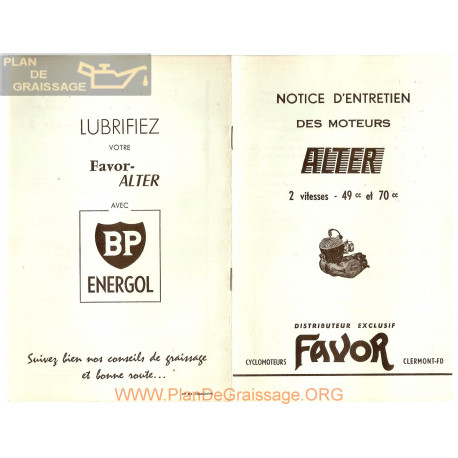 PLAN
DE
GRAISSAGE
LUBRIFIEZ
VOTRE
Favor-
ALTER
AVEC
BP
ENERGOL
Suivez bien nos conseils de graissage
et bonne route...
NOTICE D'ENTRETIEN
DES MOTEURS
ALTER
2 vitesses - 49 cc et 70 cc
DISTRIBUTEUR EXCLUSIF
CYCLOMOTEURS FAVOR CLERMONT-FD
www.PlanDeGraissage.ORG